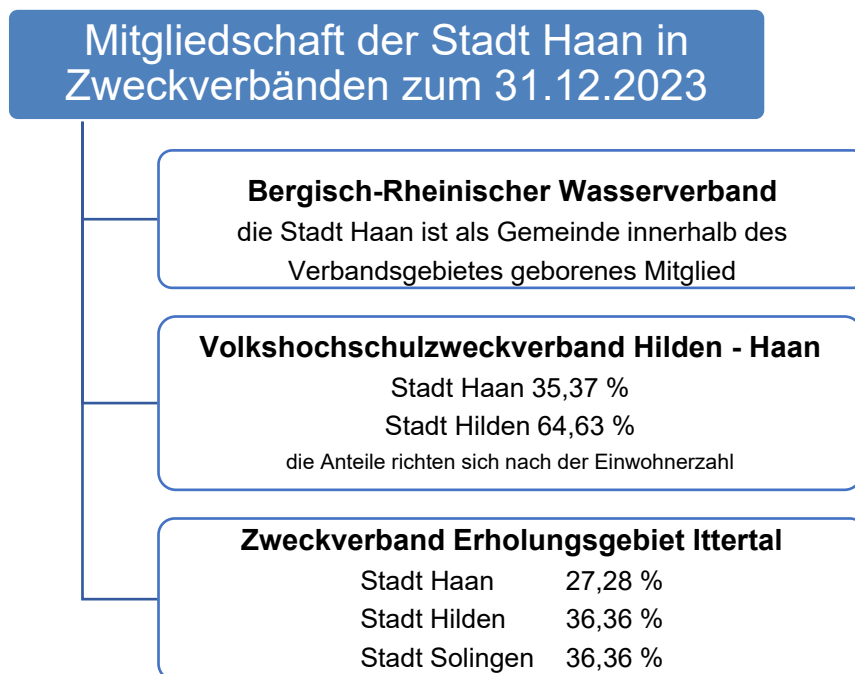 Mitgliedschaft der Stadt Haan in
Zweckverbänden zum 31.12.2023
Bergisch-Rheinischer Wasserverband
die Stadt Haan ist als Gemeinde innerhalb des
Verbandsgebietes geborenes Mitglied
Volkshochschulzweckverband Hilden - Haan
Stadt Haan 35,37 %
Stadt Hilden 64,63 %
die Anteile richten sich nach der Einwohnerzahl
Zweckverband Erholungsgebiet Ittertal
Stadt Haan 27,28 %
Stadt Hilden 36,36 %
Stadt Solingen 36,36 %